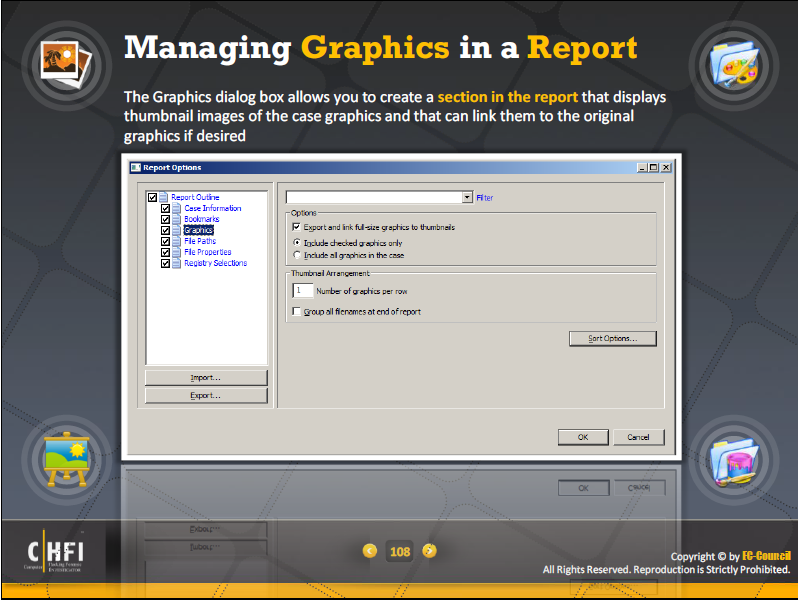 Managing Graphics in a Report
The Graphics dialog box allows you to create a section in the report that displays
thumbnail images of the case graphics and that can link them to the original
graphics if desired
Report Options
Report Outline
Case Information
Bookmarks
Graphics
File Paths
File Properties
Registry Selections
Import...
Export...
Filter
Options
Export and link full-size graphics to thumbnails
Include checked graphics only
Include all graphics in the case
Thumbnail Arrangement
1 Number of graphics per row
Group all filenames at end of report
Sort Options...
OK Cancel
CHFI
Computer Hacking Forensic
INVESTIGATOR
108
Copyright © by EC-Council
All Rights Reserved. Reproduction is Strictly Prohibited.